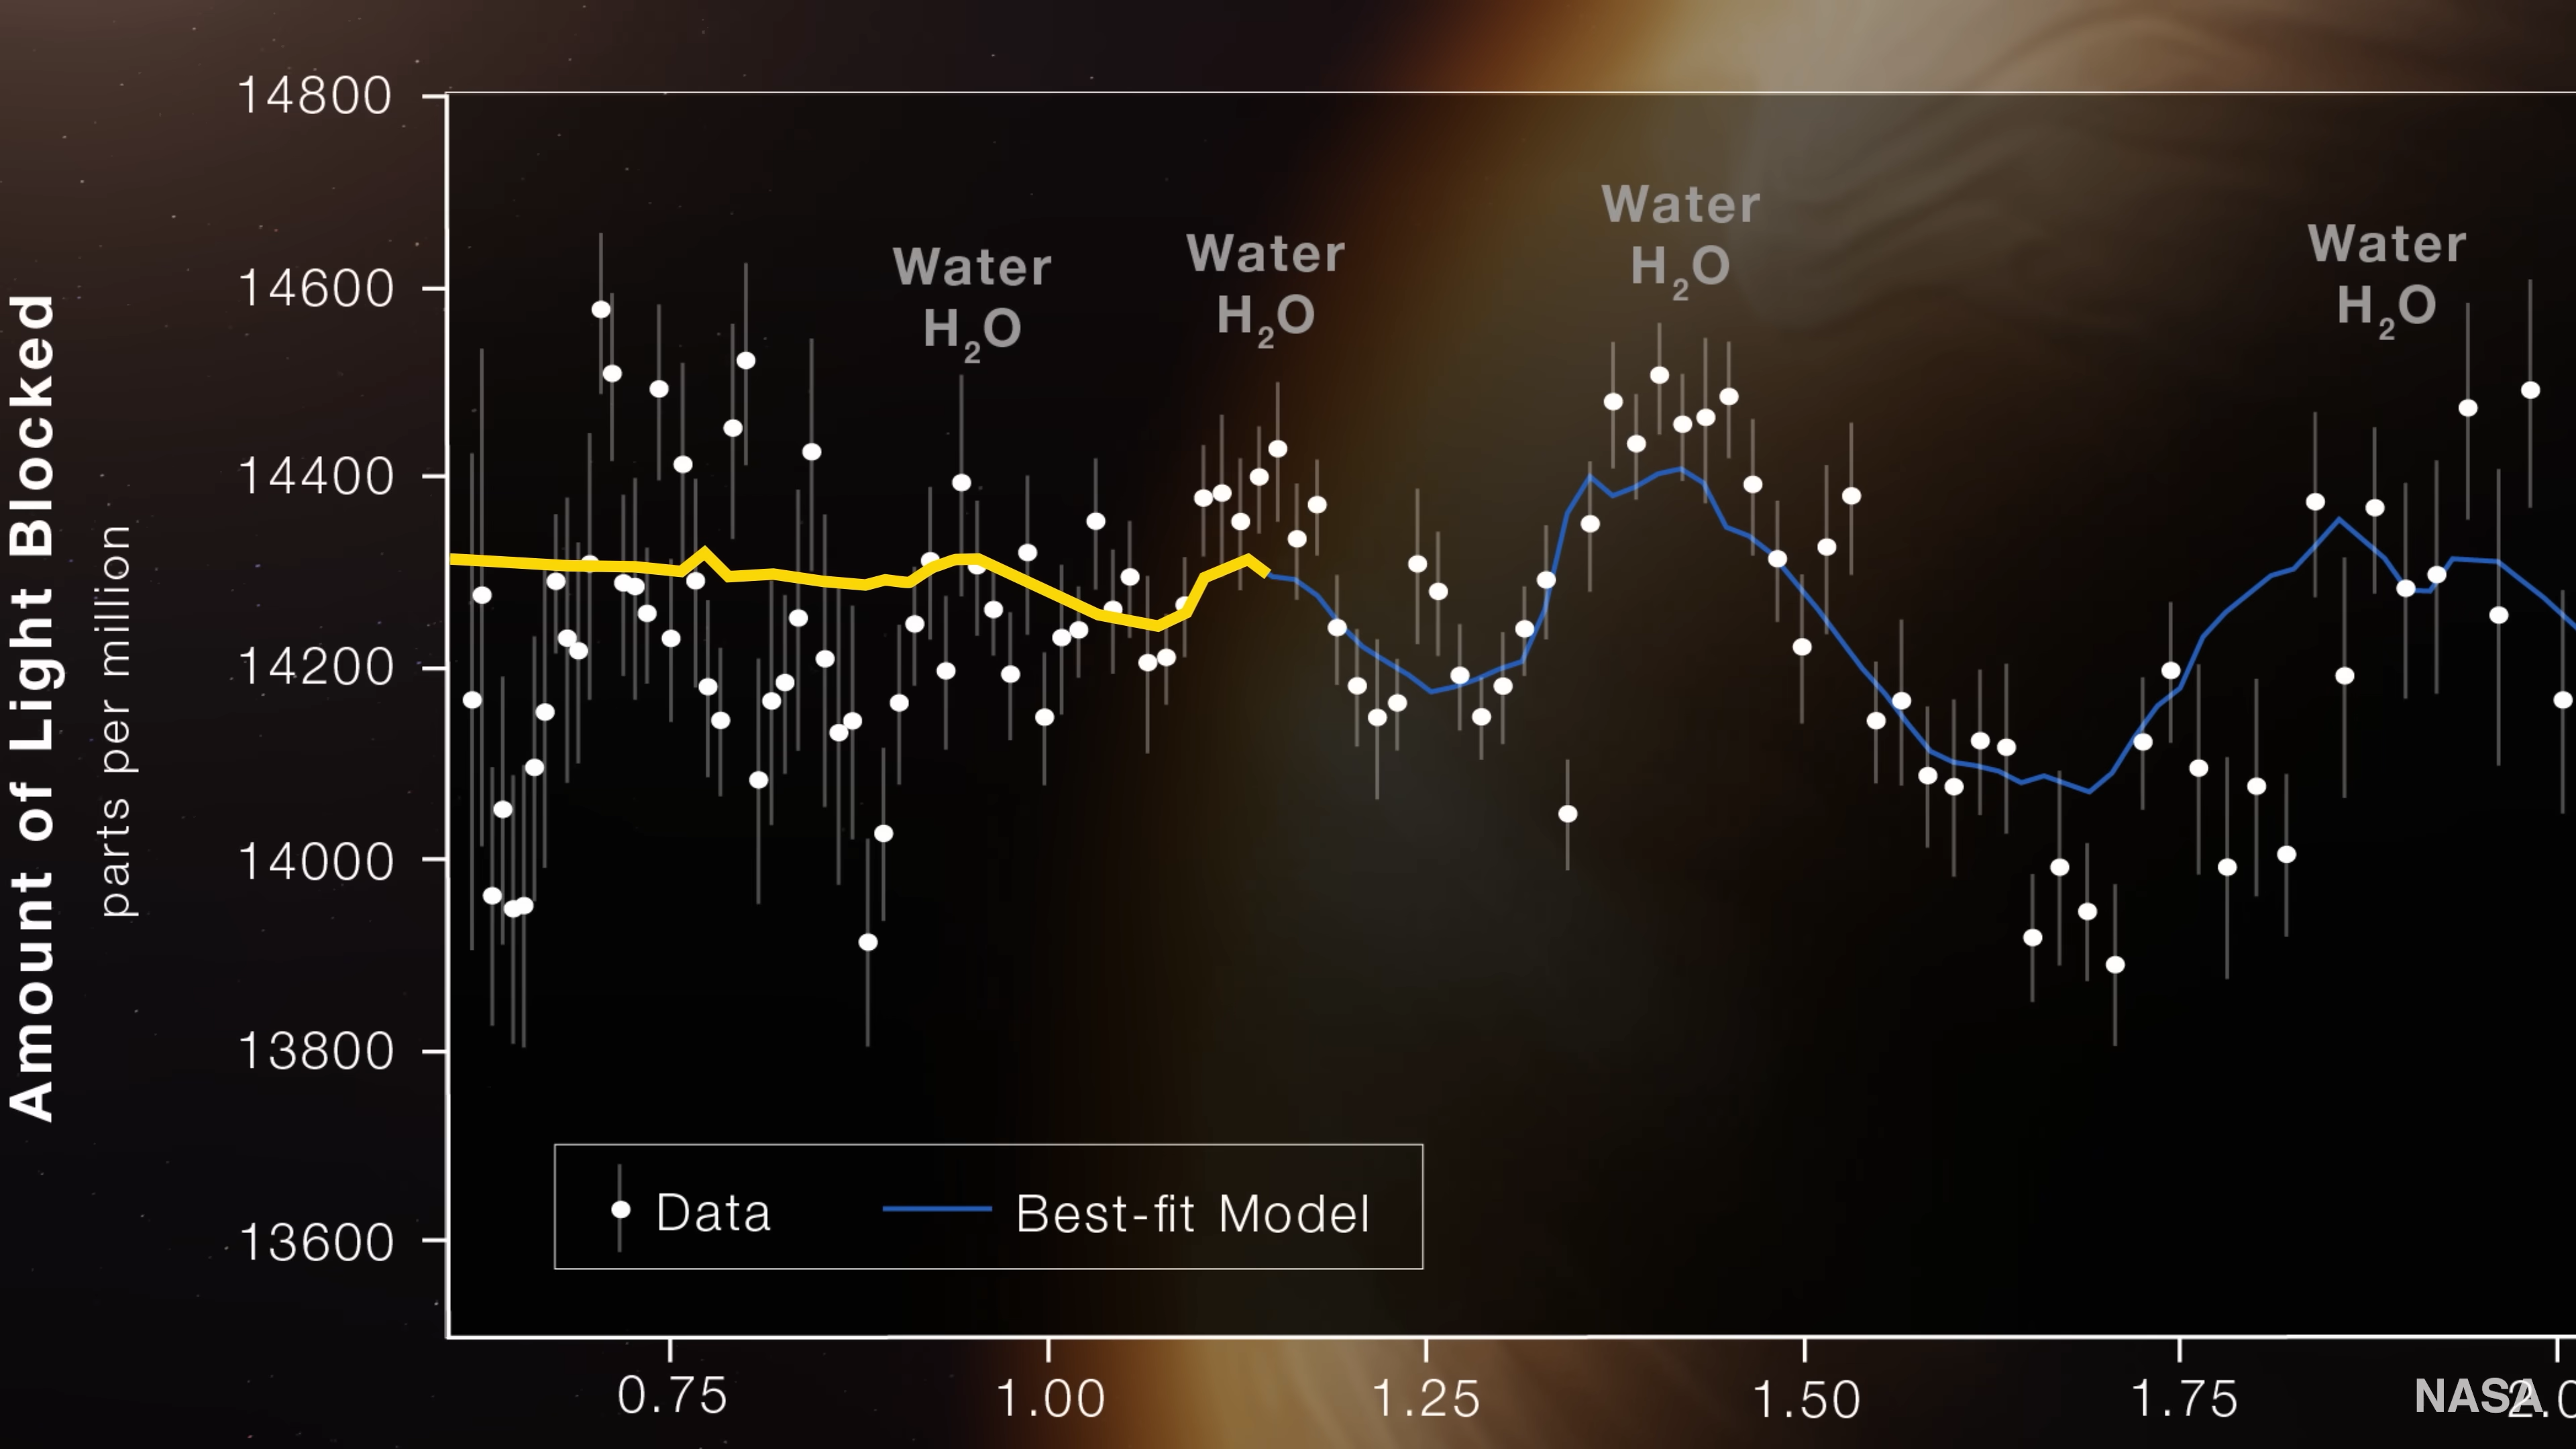 Amount of Light Blocked
parts per million
14800
14600
14400
14200
14000
13800
13600
Water
H₂O
Water
H₂O
Water
H₂O
Water
H₂O
Data
Best-fit Model
0.75
1.00
1.25
1.50
1.75
NASA